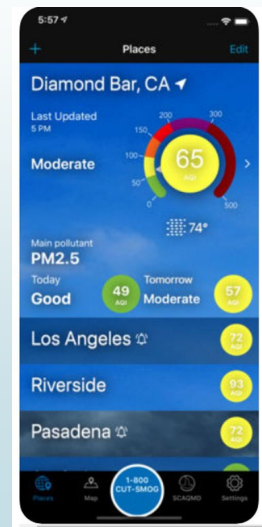 5:57
Places
Edit
Diamond Bar, CA
Last Updated
5 PM
Moderate
0
50
100
150
200
300
500
65
AQI
74°
Main pollutant
PM2.5
Today
Good
49
AQI
Tomorrow
Moderate
57
AQI
Los Angeles
72
AQI
Riverside
93
AQI
Pasadena
72
AQI
Places
Map
1-800
CUT-SMOG
SCAQMD
Settings